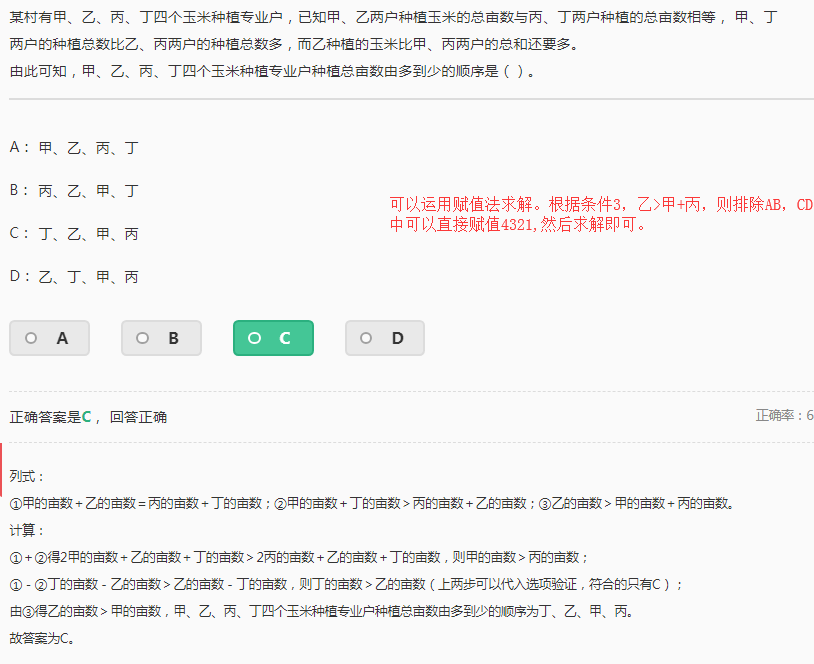 某村有甲、乙、丙、丁四个玉米种植专业户，已知甲、乙两户种植玉米的总亩数与丙、丁两户种植的总亩数相等， 甲、丁
两户的种植总数比乙、丙两户的种植总数多，而乙种植的玉米比甲、丙两户的总和还要多。
由此可知，甲、乙、丙、丁四个玉米种植专业户种植总亩数由多到少的顺序是（ ）。
A： 甲、乙、丙、丁
B： 丙、乙、甲、丁
可以运用赋值法求解。根据条件3，乙>甲+丙，则排除AB，CD
中可以直接赋值4321,然后求解即可。
C： 丁、乙、甲、丙
D： 乙、丁、甲、丙
A B C D
正确答案是C， 回答正确 正确率：6
列式：
①甲的亩数＋乙的亩数＝丙的亩数＋丁的亩数；②甲的亩数＋丁的亩数＞丙的亩数＋乙的亩数；③乙的亩数＞甲的亩数＋丙的亩数。
计算：
①＋②得2甲的亩数＋乙的亩数＋丁的亩数＞2丙的亩数＋乙的亩数＋丁的亩数，则甲的亩数＞丙的亩数；
①－②丁的亩数－乙的亩数＞乙的亩数－丁的亩数，则丁的亩数＞乙的亩数（上两步可以代入选项验证，符合的只有C）；
由③得乙的亩数＞甲的亩数，甲、乙、丙、丁四个玉米种植专业户种植总亩数由多到少的顺序为丁、乙、甲、丙。
故答案为C。